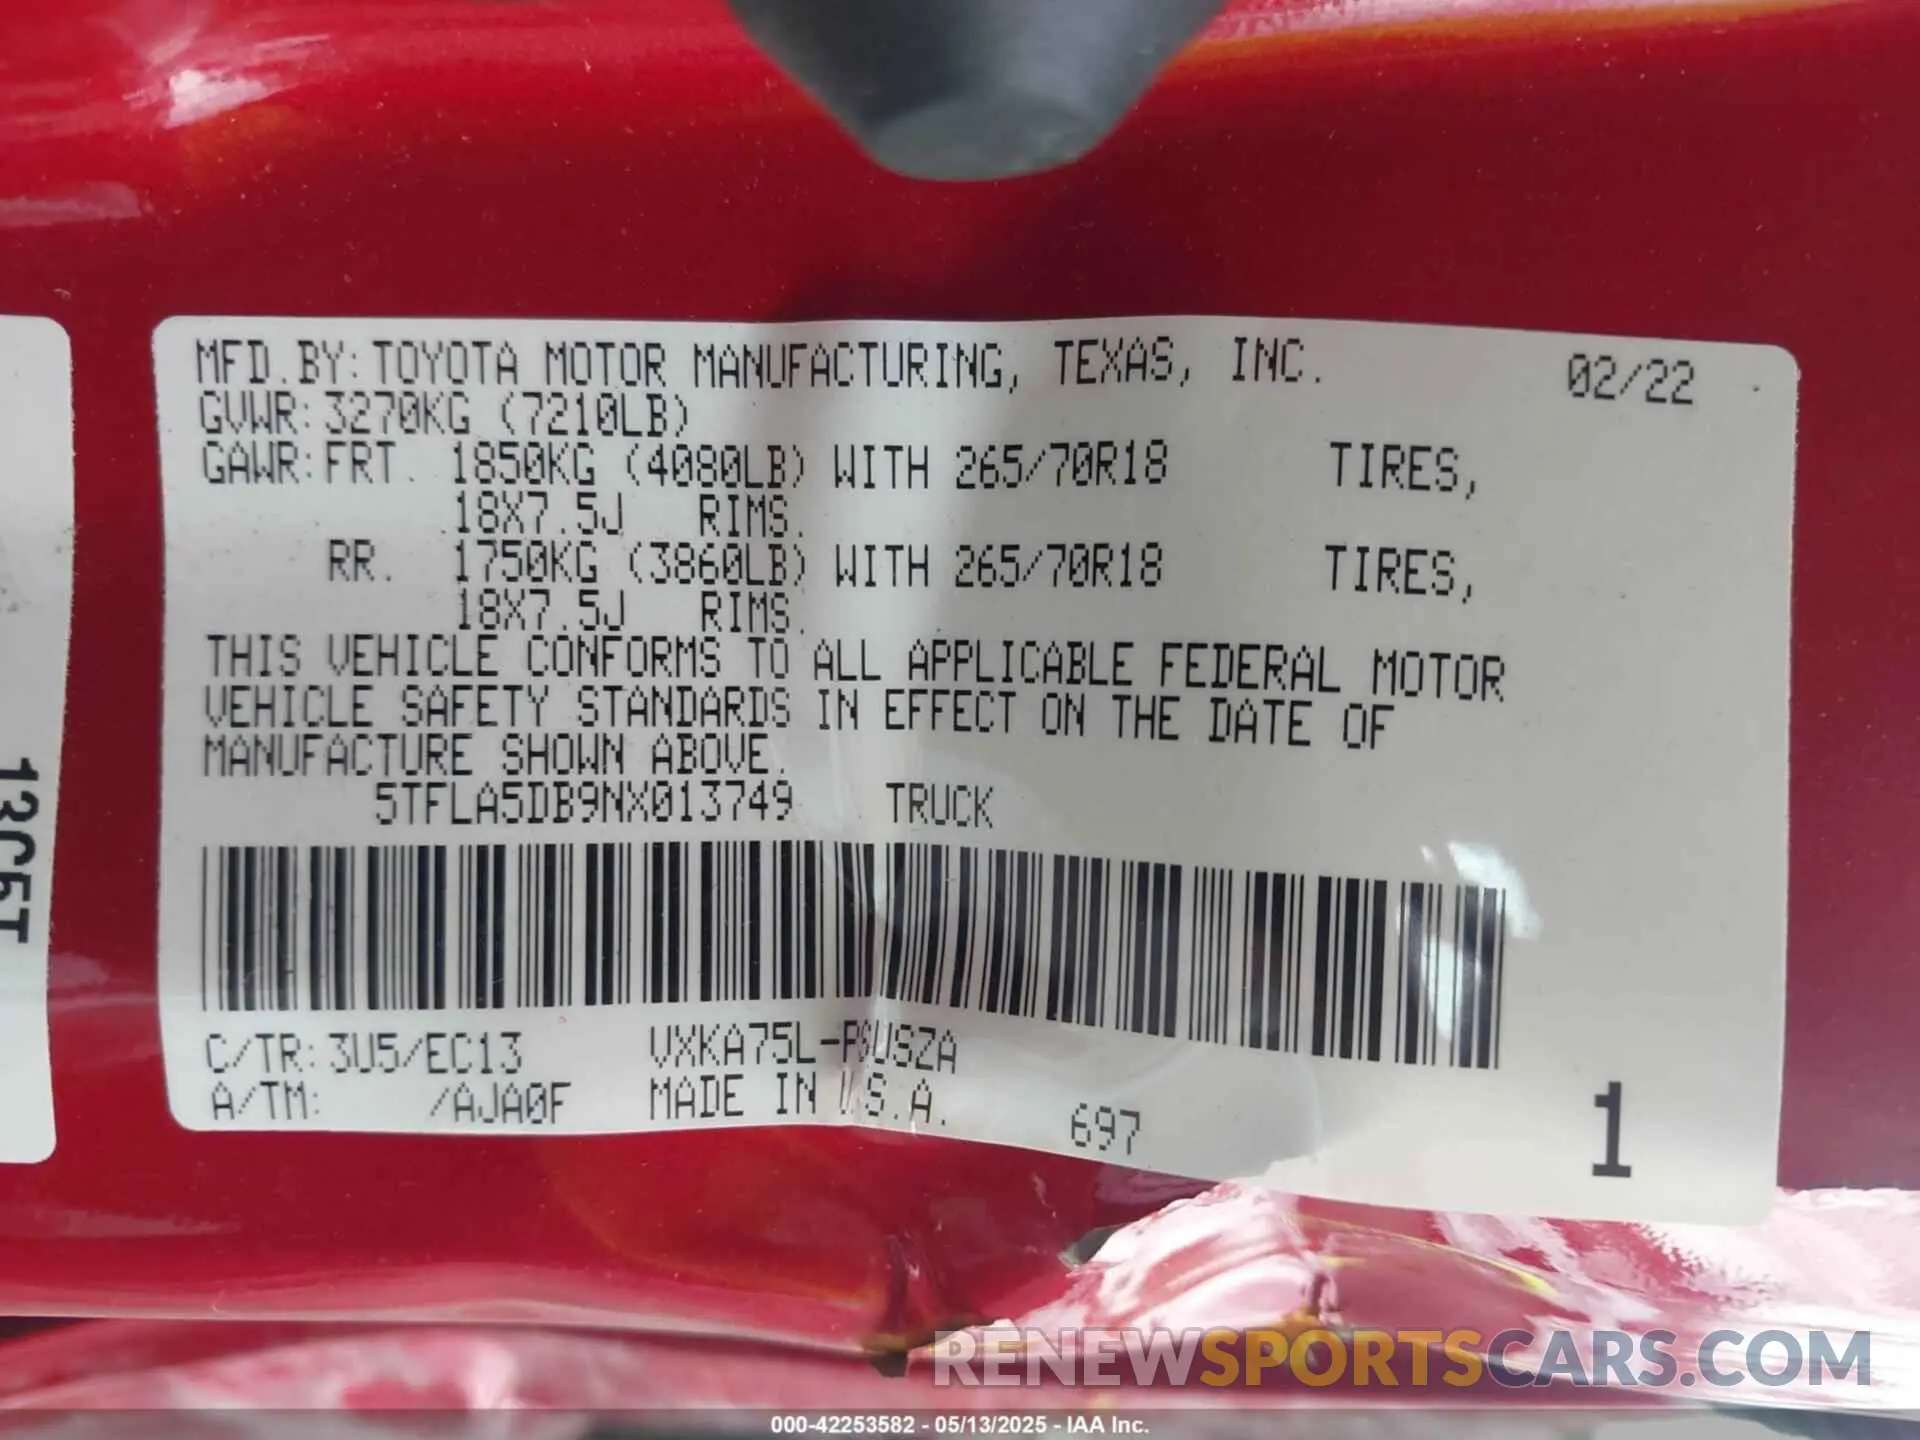 MFD.BY:TOYOTA MOTOR MANUFACTURING, TEXAS, INC. 02/22
GVWR:3270KG (7210LB)
GAWR:FRT. 1850KG (4080LB) WITH 265/70R18 TIRES,
18X7.5J RIMS.
RR. 1750KG (3860LB) WITH 265/70R18 TIRES,
18X7.5J RIMS.
THIS VEHICLE CONFORMS TO ALL APPLICABLE FEDERAL MOTOR
VEHICLE SAFETY STANDARDS IN EFFECT ON THE DATE OF
MANUFACTURE SHOWN ABOVE.
5TFLA5DB9NX013749 TRUCK
C/TR:3U5/EC13
A/TM: /AJA0F MADE IN U.S.A. 697
1
RENEWSPORTSCARS.COM
000-42253582 - 05/13/2025 - IAA Inc.